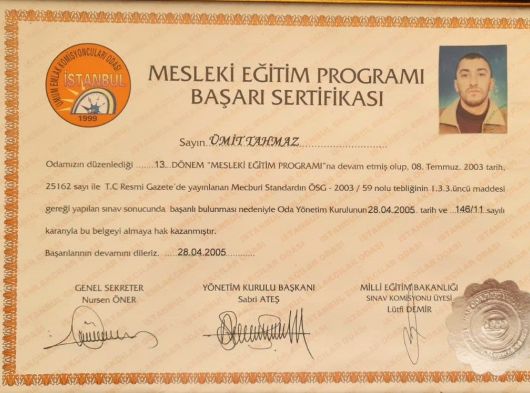 UMUM EMLAK KOMİSYONCULARI ODASI
İSTANBUL
1999
MESLEKİ EĞİTİM PROGRAMI
BAŞARI SERTİFİKASI
Sayın: ÜMİT TAHMAZ
Odamızın düzenlediği ....13. DÖNEM "MESLEKİ EĞİTİM PROGRAMI"na devam etmiş olup, 08. Temmuz. 2003 tarih,
25162 sayı ile T.C Resmi Gazete'de yayınlanan Mecburi Standardın ÖSG - 2003 / 59 nolu tebliğinin 1.3.3.üncü maddesi
gereği yapılan sınav sonucunda başarılı bulunması nedeniyle Oda Yönetim Kurulunun 28.04.2005 tarih ve 146/11 sayılı
kararıyla bu belgeyi almaya hak kazanmıştır.
Başarılarının devamını dileriz. ....28.04.2005
GENEL SEKRETER
Nursen ÖNER
YÖNETİM KURULU BAŞKANI
Sabri ATEŞ
MİLLİ EĞİTİM BAKANLIĞI
SINAV KOMİSYONU ÜYESİ
Lütfi DEMİR